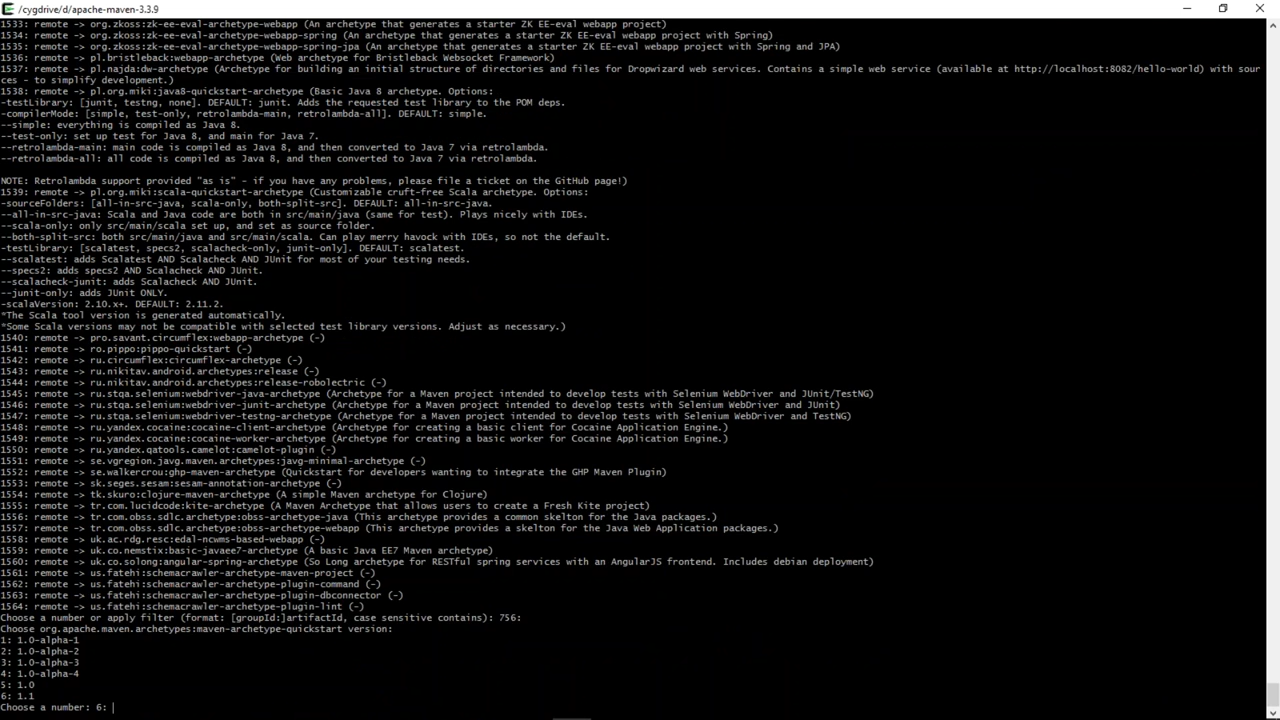 /cygdrive/d/apache-maven-3.3.9
1533: remote -> org.zkoss:zk-ee-eval-archetype-webapp (An archetype that generates a starter ZK EE-eval webapp project)
1534: remote -> org.zkoss:zk-ee-eval-archetype-webapp-spring (An archetype that generates a starter ZK EE-eval webapp project with Spring)
1535: remote -> org.zkoss:zk-ee-eval-archetype-webapp-spring-jpa (An archetype that generates a starter ZK EE-eval webapp project with Spring and JPA)
1536: remote -> pl.bristleback:webapp-archetype (Web archetype for Bristleback Websocket Framework)
1537: remote -> pl.najda:dw-archetype (Archetype for building an initial structure of directories and files for Dropwizard web services. Contains a simple web service (available at http://localhost:8082/hello-world) with sour
ces - to simplify development.)
1538: remote -> pl.org.miki:java8-quickstart-archetype (Basic Java 8 archetype. Options:
-testLibrary: [junit, testng, none]. DEFAULT: junit. Adds the requested test library to the POM deps.
-compilerMode: [simple, test-only, retrolambda-main, retrolambda-all]. DEFAULT: simple.
--simple: everything is compiled as Java 8.
--test-only: set up test for Java 8, and main for Java 7.
--retrolambda-main: main code is compiled as Java 8, and then converted to Java 7 via retrolambda.
--retrolambda-all: all code is compiled as Java 8, and then converted to Java 7 via retrolambda.
NOTE: Retrolambda support provided "as is" - if you have any problems, please file a ticket on the GitHub page!)
1539: remote -> pl.org.miki:scala-quickstart-archetype (Customizable cruft-free Scala archetype. Options:
-sourceFolders: [all-in-src-java, scala-only, both-split-src]. DEFAULT: all-in-src-java.
--all-in-src-java: Scala and Java code are both in src/main/java (same for test). Plays nicely with IDEs.
--scala-only: only src/main/scala set up, and set as source folder.
--both-split-src: both src/main/java and src/main/scala. Can play merry havock with IDEs, so not the default.
-testLibrary: [scalatest, specs2, scalacheck-only, junit-only]. DEFAULT: scalatest.
--scalatest: adds Scalatest AND Scalacheck AND JUnit for most of your testing needs.
--specs2: adds specs2 AND Scalacheck AND JUnit.
--scalacheck-junit: adds Scalacheck AND JUnit.
--junit-only: adds JUnit ONLY.
-scalaVersion: 2.10.x+. DEFAULT: 2.11.2.
*The Scala tool version is generated automatically.
*Some Scala versions may not be compatible with selected test library versions. Adjust as necessary.)
1540: remote -> pro.savant.circumflex:webapp-archetype (-)
1541: remote -> ro.pippo:pippo-quickstart (-)
1542: remote -> ru.circumflex:circumflex-archetype (-)
1543: remote -> ru.nikitav.android.archetypes:release (-)
1544: remote -> ru.nikitav.android.archetypes:release-robolectric (-)
1545: remote -> ru.stqa.selenium:webdriver-java-archetype (Archetype for a Maven project intended to develop tests with Selenium WebDriver and JUnit/TestNG)
1546: remote -> ru.stqa.selenium:webdriver-junit-archetype (Archetype for a Maven project intended to develop tests with Selenium WebDriver and JUnit)
1547: remote -> ru.stqa.selenium:webdriver-testng-archetype (Archetype for a Maven project intended to develop tests with Selenium WebDriver and TestNG)
1548: remote -> ru.yandex.cocaine:cocaine-client-archetype (Archetype for creating a basic client for Cocaine Application Engine.)
1549: remote -> ru.yandex.cocaine:cocaine-worker-archetype (Archetype for creating a basic worker for Cocaine Application Engine.)
1550: remote -> ru.yandex.qatools.camelot:camelot-plugin (-)
1551: remote -> se.vgregion.javg.maven.archetypes:javg-minimal-archetype (-)
1552: remote -> se.walkercrou:ghp-maven-archetype (Quickstart for developers wanting to integrate the GHP Maven Plugin)
1553: remote -> sk.seges.sesam:sesam-annotation-archetype (-)
1554: remote -> tk.skuro:clojure-maven-archetype (A simple Maven archetype for Clojure)
1555: remote -> tr.com.lucidcode:kite-archetype (A Maven Archetype that allows users to create a Fresh Kite project)
1556: remote -> tr.com.obss.sdlc.archetype:obss-archetype-java (This archetype provides a common skelton for the Java packages.)
1557: remote -> tr.com.obss.sdlc.archetype:obss-archetype-webapp (This archetype provides a skelton for the Java Web Application packages.)
1558: remote -> uk.ac.rdg.resc:edal-ncwms-based-webapp (-)
1559: remote -> uk.co.nemstix:basic-javaee7-archetype (A basic Java EE7 Maven archetype)
1560: remote -> uk.co.solong:angular-spring-archetype (So Long archetype for RESTful spring services with an AngularJS frontend. Includes debian deployment)
1561: remote -> us.fatehi:schemacrawler-archetype-maven-project (-)
1562: remote -> us.fatehi:schemacrawler-archetype-plugin-command (-)
1563: remote -> us.fatehi:schemacrawler-archetype-plugin-dbconnector (-)
1564: remote -> us.fatehi:schemacrawler-archetype-plugin-lint (-)
Choose a number or apply filter (format: [groupId:]artifactId, case sensitive contains): 756:
Choose org.apache.maven.archetypes:maven-archetype-quickstart version:
1: 1.0-alpha-1
2: 1.0-alpha-2
3: 1.0-alpha-3
4: 1.0-alpha-4
5: 1.0
6: 1.1
Choose a number: 6: